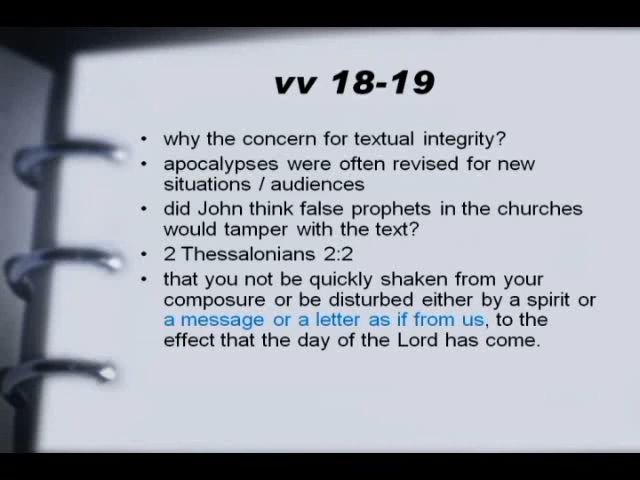 vv 18-19
• why the concern for textual integrity?
• apocalypses were often revised for new
situations / audiences
• did John think false prophets in the churches
would tamper with the text?
• 2 Thessalonians 2:2
• that you not be quickly shaken from your
composure or be disturbed either by a spirit or
a message or a letter as if from us, to the
effect that the day of the Lord has come.